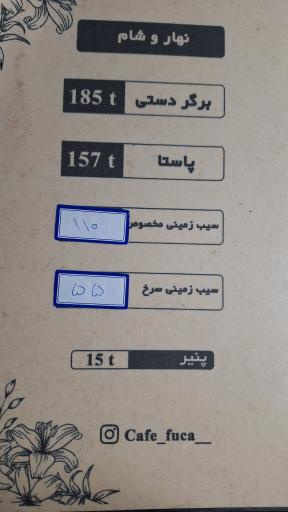 نهار و شام
برگر دستی 185 t
پاستا 157 t
سیب زمینی مخصوص ۱۱۰
سیب زمینی سرخ ۵۵
پنیر 15 t
Cafe_fuca__